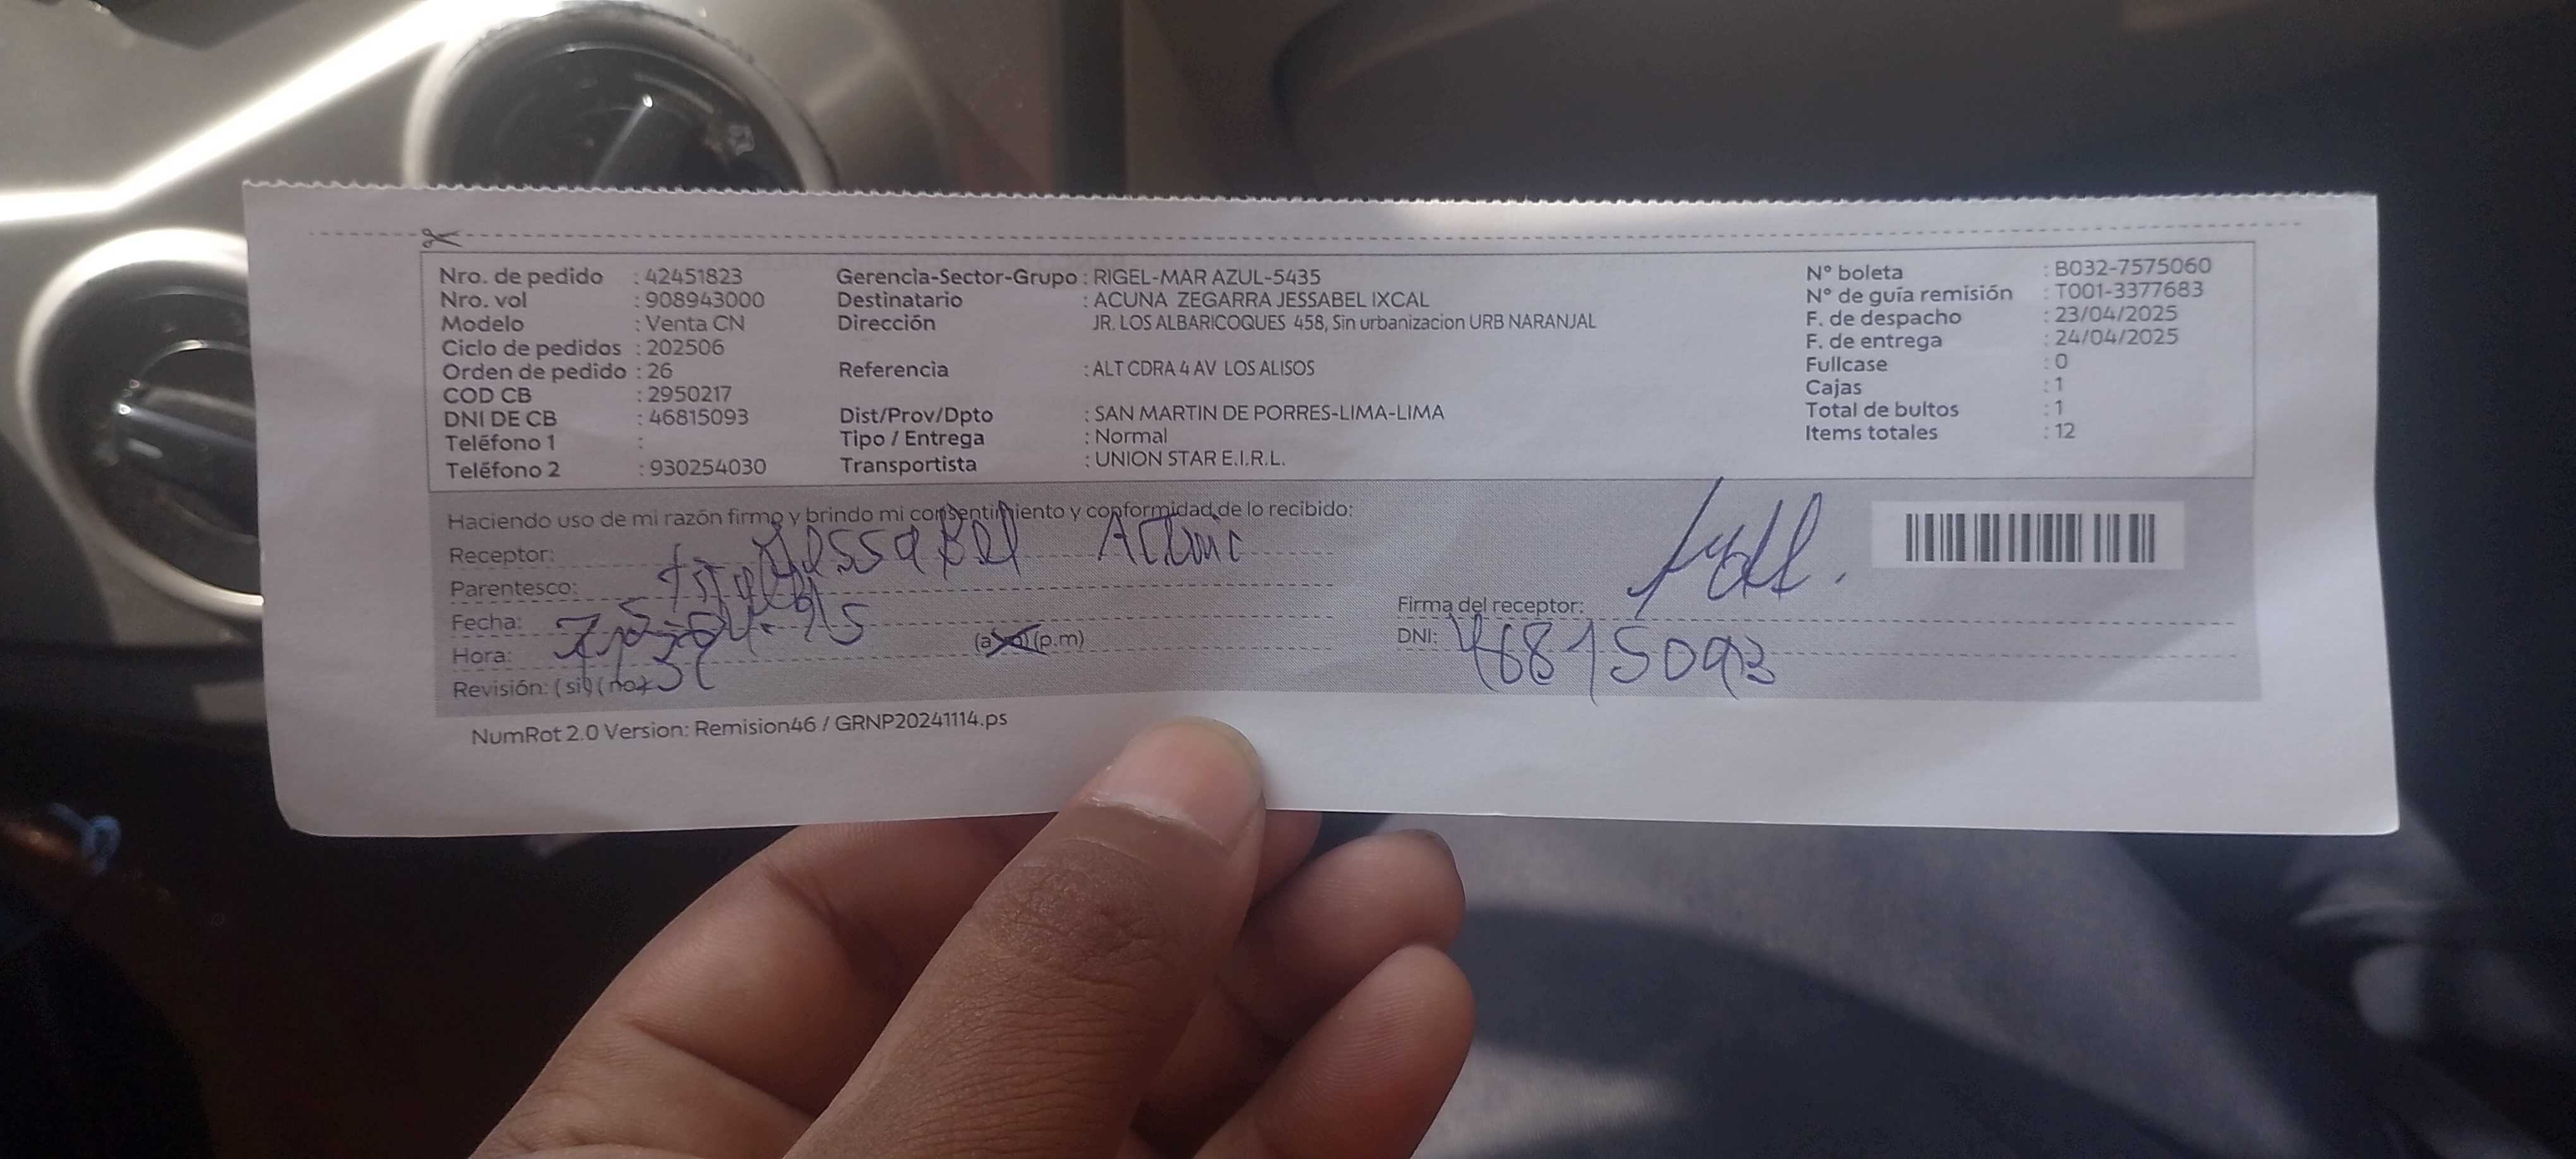 Nro. de pedido : 42451823
Nro. vol : 908943000
Modelo : Venta CN
Ciclo de pedidos : 202506
Orden de pedido : 26
COD CB : 2950217
DNI DE CB : 46815093
Teléfono 1 :
Teléfono 2 : 930254030
Gerencia-Sector-Grupo : RIGEL-MAR AZUL-5435
Destinatario : ACUNA ZEGARRA JESSABEL IXCAL
Dirección JR. LOS ALBARICOQUES 458, Sin urbanizacion URB NARANJAL
Referencia : ALT CDRA 4 AV LOS ALISOS
Dist/Prov/Dpto : SAN MARTIN DE PORRES-LIMA-LIMA
Tipo / Entrega : Normal
Transportista : UNION STAR E.I.R.L.
N° boleta : B032-7575060
N° de guía remisión : T001-3377683
F. de despacho : 23/04/2025
F. de entrega : 24/04/2025
Fullcase : 0
Cajas : 1
Total de bultos : 1
Items totales : 12
Haciendo uso de mi razón firmo y brindo mi consentimiento y conformidad de lo recibido:
Receptor: Jessabel
Parentesco:
Fecha:
Hora: (p.m)
Revisión: (si) (no)
Firma del receptor:
DNI: 46815093
NumRot 2.0 Version: Remision46 / GRNP20241114.ps